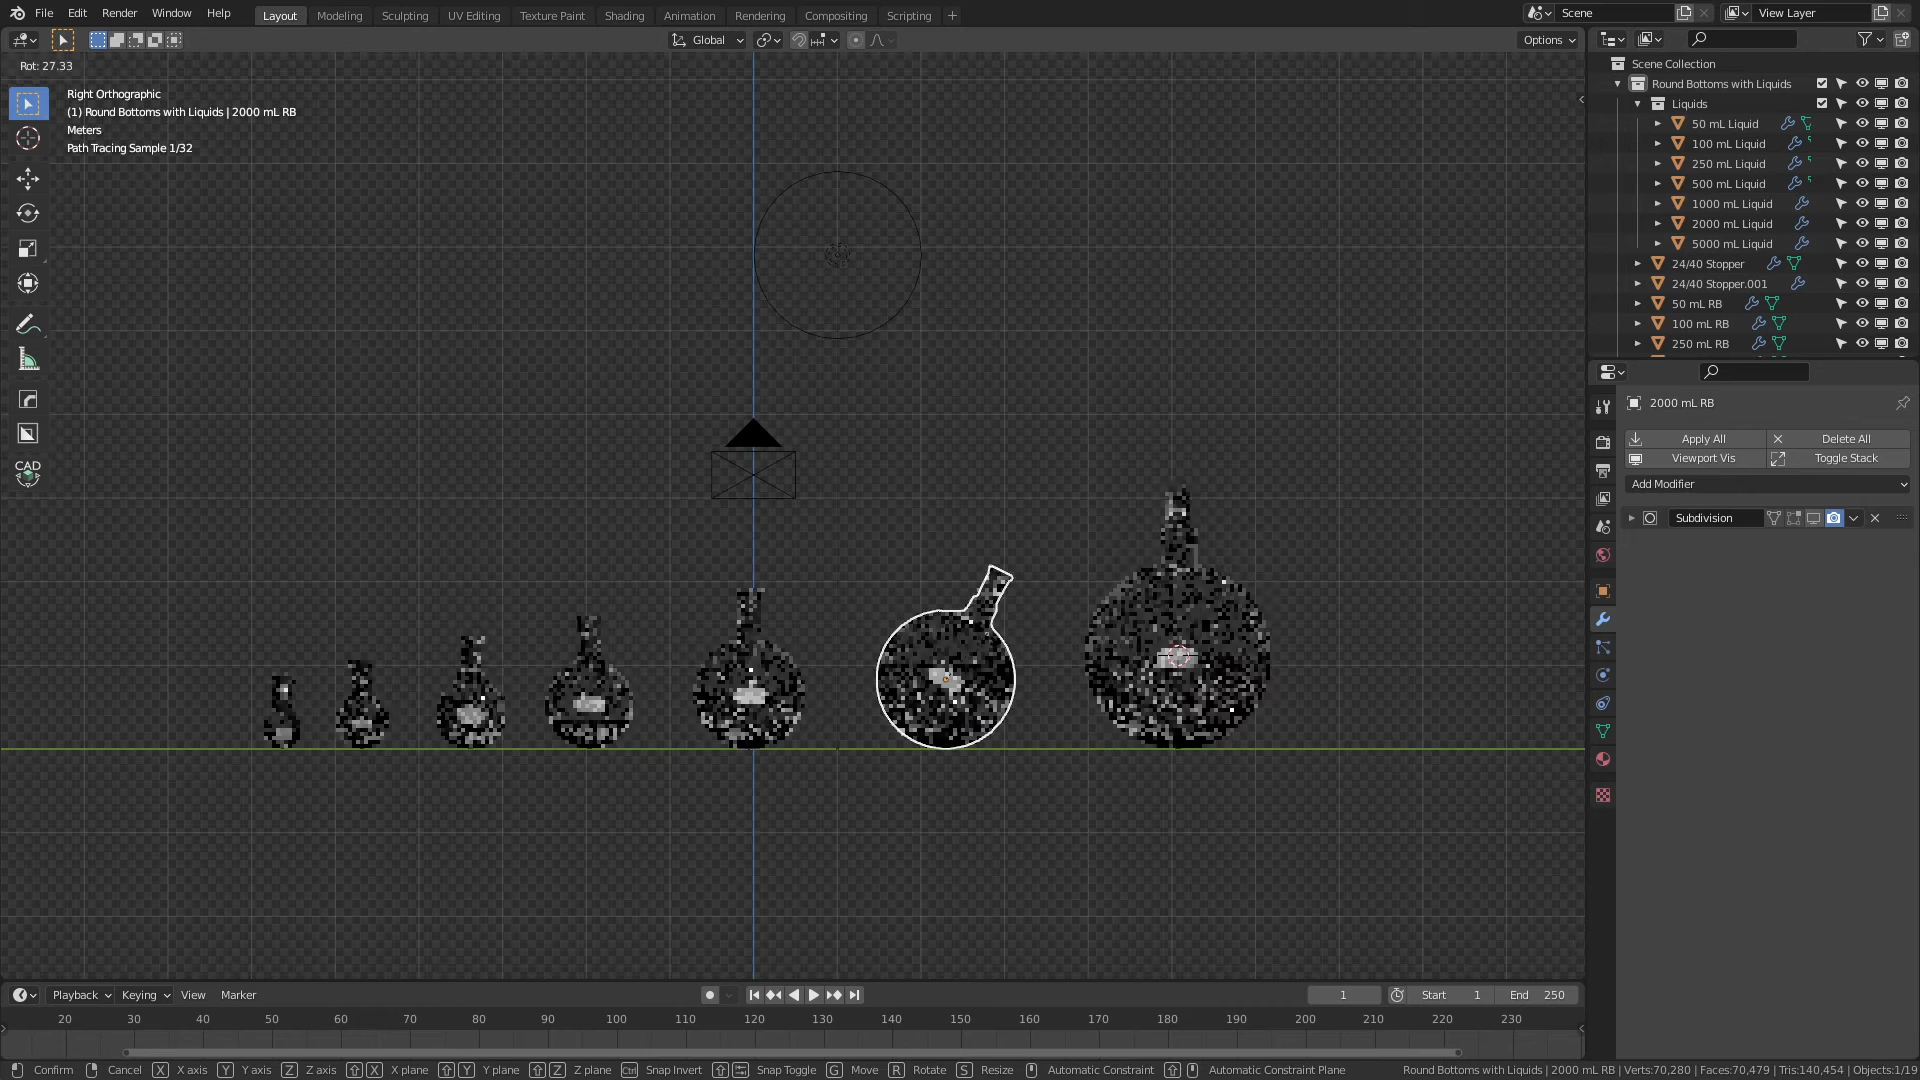 File Edit Render Window Help Layout Modeling Sculpting UV Editing Texture Paint Shading Animation Rendering Compositing Scripting + Scene View Layer
Global Options
Rot: 27.33
Right Orthographic
(1) Round Bottoms with Liquids | 2000 mL RB
Meters
Path Tracing Sample 1/32
CAD
Scene Collection
Round Bottoms with Liquids
Liquids
50 mL Liquid
100 mL Liquid
250 mL Liquid
500 mL Liquid
1000 mL Liquid
2000 mL Liquid
5000 mL Liquid
24/40 Stopper
24/40 Stopper.001
50 mL RB
100 mL RB
250 mL RB
2000 mL RB
Apply All Delete All
Viewport Vis Toggle Stack
Add Modifier
Subdivision
Playback Keying View Marker 1 Start 1 End 250
20 30 40 50 60 70 80 90 100 110 120 130 140 150 160 170 180 190 200 210 220 230
Confirm Cancel X X axis Y Y axis Z Z axis X X plane Y Y plane Z Z plane Ctrl Snap Invert Snap Toggle G Move R Rotate S Resize Automatic Constraint Automatic Constraint Plane Round Bottoms with Liquids | 2000 mL RB | Verts:70,280 | Faces:70,479 | Tris:140,454 | Objects:1/19